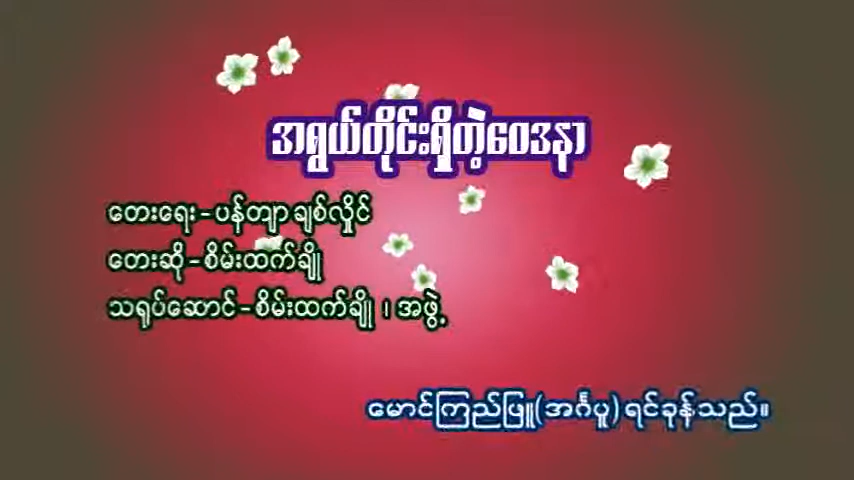 အရွယ်တိုင်းရှိတဲ့ဝေဒနာ
တေးရေး-ပန်တျာချစ်လှိုင်
တေးဆို-စိမ်းထက်ချို
သရုပ်ဆောင်-စိမ်းထက်ချို ၊ အဖွဲ့
မောင်ကြည်ဖြူ(အင်္ဂပူ)ရင်ခုန်သည်။